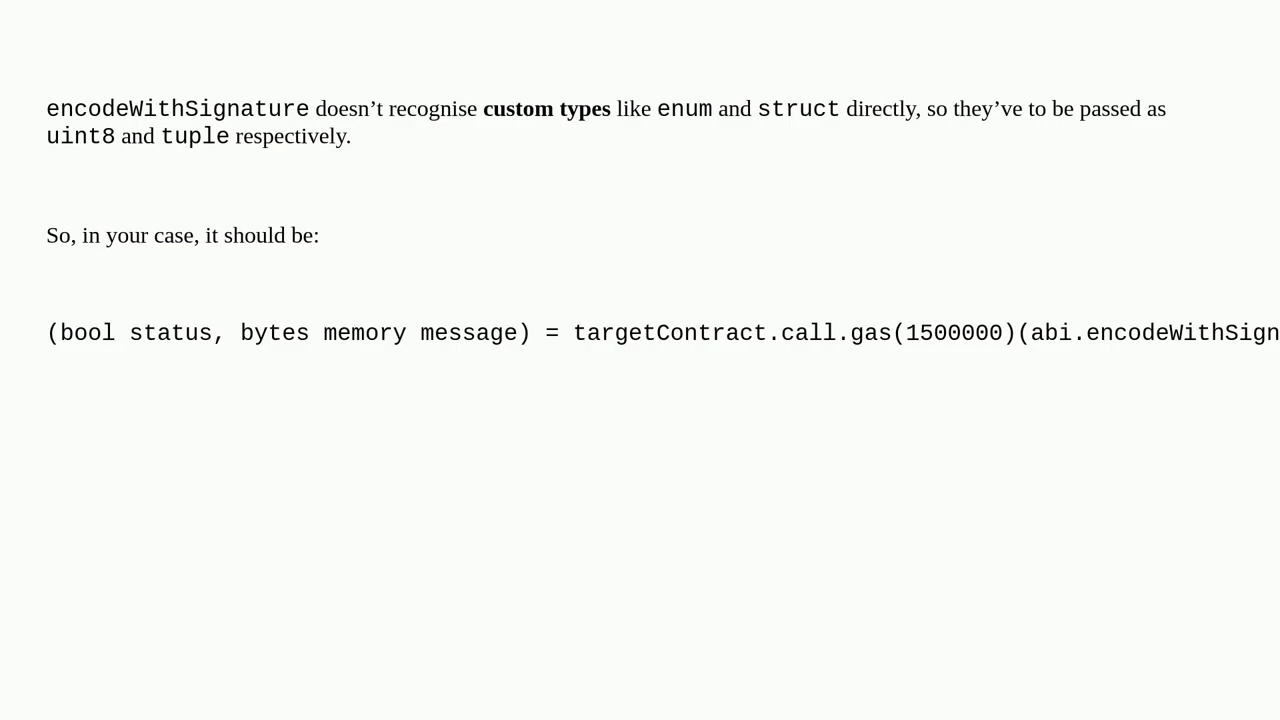 encodeWithSignature doesn’t recognise custom types like enum and struct directly, so they’ve to be passed as
uint8 and tuple respectively.
So, in your case, it should be:
(bool status, bytes memory message) = targetContract.call.gas(1500000)(abi.encodeWithSign